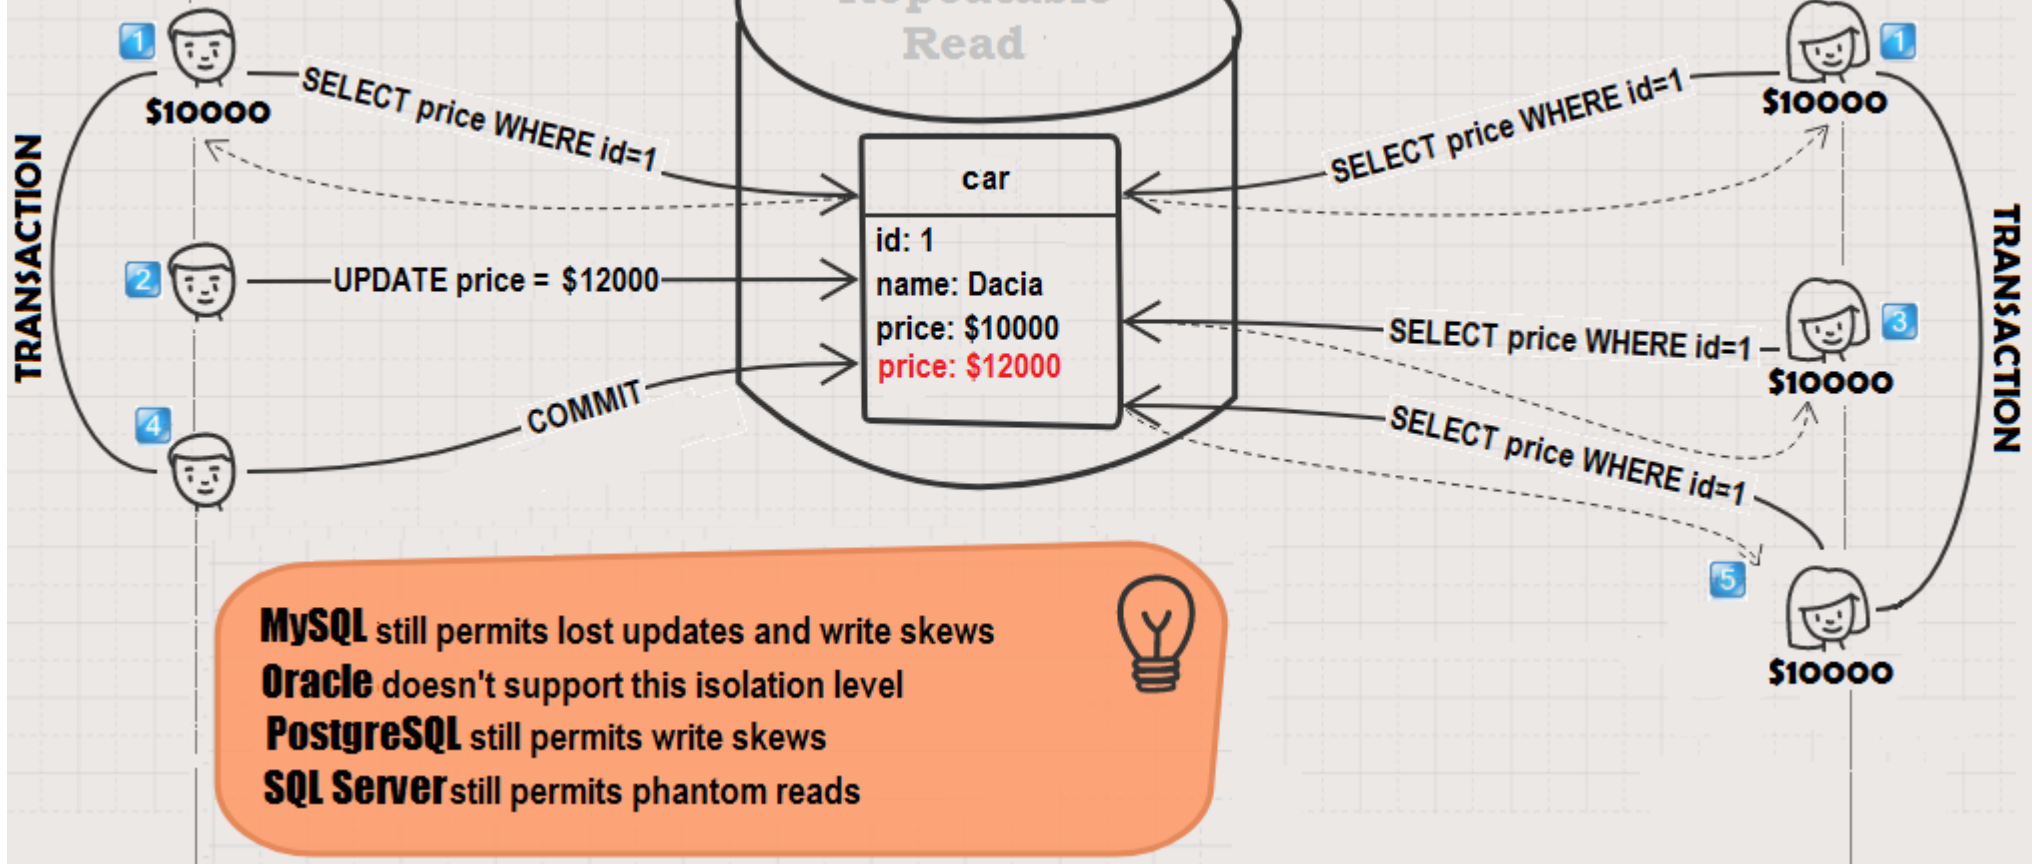 Repeatable
Read
1
$10000
SELECT price WHERE id=1
TRANSACTION
2
UPDATE price = $12000
4
COMMIT
car
id: 1
name: Dacia
price: $10000
price: $12000
1
$10000
SELECT price WHERE id=1
TRANSACTION
3
SELECT price WHERE id=1
$10000
SELECT price WHERE id=1
5
$10000
MySQL still permits lost updates and write skews
Oracle doesn't support this isolation level
PostgreSQL still permits write skews
SQL Server still permits phantom reads